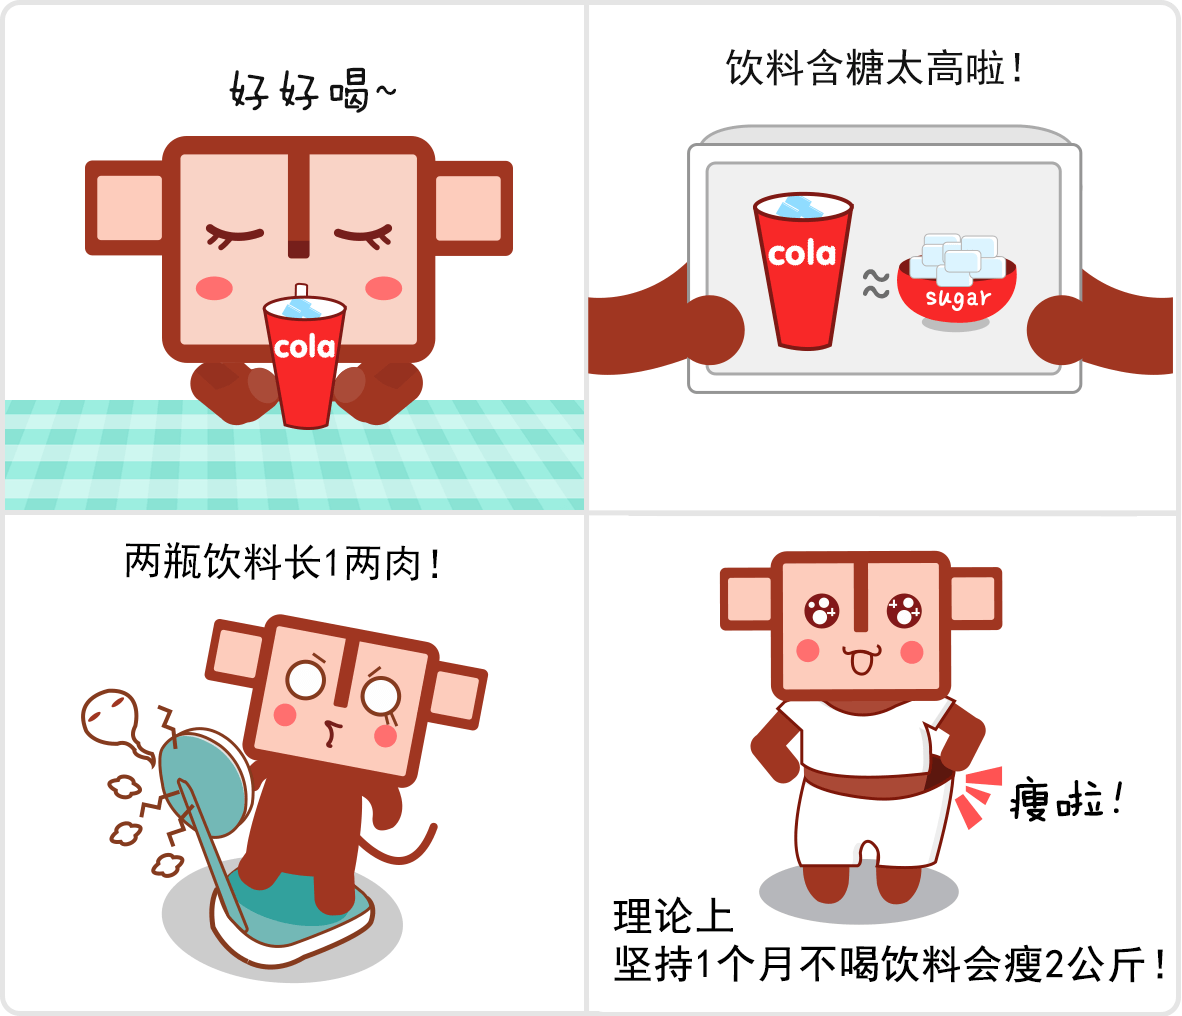 好好喝~
cola
饮料含糖太高啦!
cola
≈
sugar
两瓶饮料长1两肉!
瘦啦!
理论上
坚持1个月不喝饮料会瘦2公斤!